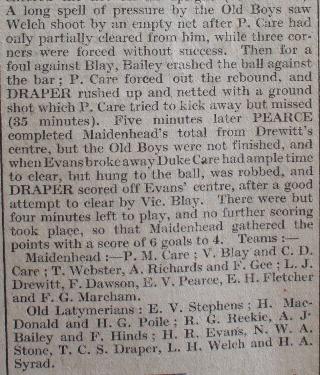 A long spell of pressure by the Old Boys saw
Welch shoot by an empty net after P. Care had
only partially cleared from him, while three cor-
ners were forced without success. Then for a
foul against Blay, Bailey crashed the ball against
the bar; P. Care forced out the rebound, and
DRAPER rushed up and netted with a ground
shot which P. Care tried to kick away but missed
(35 minutes). Five minutes later PEARCE
completed Maidenhead's total from Drewitt's
centre, but the Old Boys were not finished, and
when Evans broke away Duke Care had ample time
to clear, but hung to the ball, was robbed, and
DRAPER scored off Evans' centre, after a good
attempt to clear by Vic. Blay. There were but
four minutes left to play, and no further scoring
took place, so that Maidenhead gathered the
points with a score of 6 goals to 4. Teams:—
Maidenhead:—P. M. Care; V. Blay and C. D.
Care; T. Webster, A. Richards and F. Gee; L. J.
Drewitt, F. Dawson, E. V. Pearce, E. H. Fletcher
and F. G. Marcham.
Old Latymerians: E. V. Stephens; H. Mac-
Donald and H. G. Poile; R. G. Reekie, A. J.
Bailey and F. Hinds; H. R. Evans, N. W. A.
Stone, T. C. S. Draper, L. H. Welch and H. A.
Syrad.